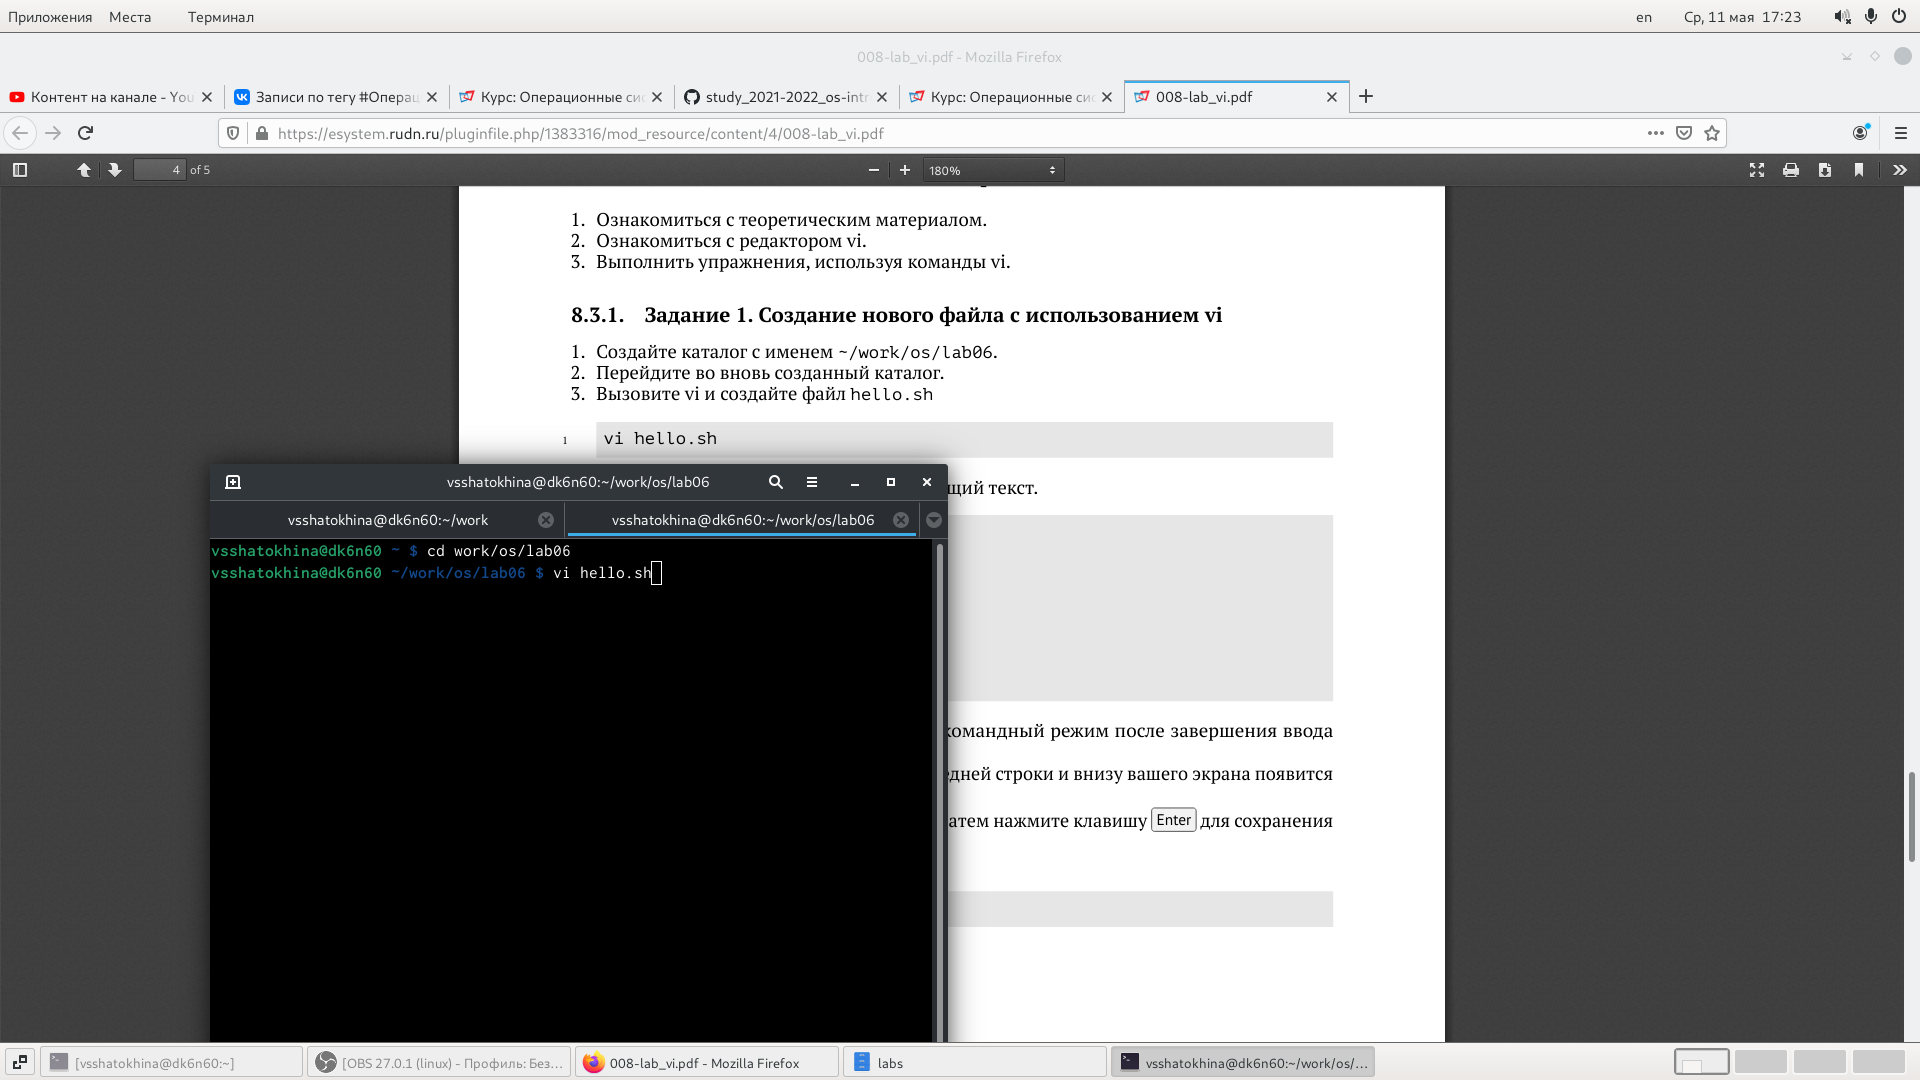 Приложения Места Терминал en Ср, 11 мая 17:23
008-lab_vi.pdf - Mozilla Firefox
Контент на канале - You Записи по тегу #Операц Курс: Операционные сис study_2021-2022_os-intr Курс: Операционные сис 008-lab_vi.pdf
https://esystem.rudn.ru/pluginfile.php/1383316/mod_resource/content/4/008-lab_vi.pdf
4 of 5 180%
1. Ознакомиться с теоретическим материалом.
2. Ознакомиться с редактором vi.
3. Выполнить упражнения, используя команды vi.
8.3.1. Задание 1. Создание нового файла с использованием vi
1. Создайте каталог с именем ~/work/os/lab06.
2. Перейдите во вновь созданный каталог.
3. Вызовите vi и создайте файл hello.sh
1 vi hello.sh
vsshatokhina@dk6n60:~/work/os/lab06
щий текст.
vsshatokhina@dk6n60:~/work vsshatokhina@dk6n60:~/work/os/lab06
vsshatokhina@dk6n60 ~ $ cd work/os/lab06
vsshatokhina@dk6n60 ~/work/os/lab06 $ vi hello.sh
командный режим после завершения ввода
едней строки и внизу вашего экрана появится
атем нажмите клавишу Enter для сохранения
[vsshatokhina@dk6n60:~] [OBS 27.0.1 (linux) - Профиль: Без… 008-lab_vi.pdf - Mozilla Firefox labs vsshatokhina@dk6n60:~/work/os/…